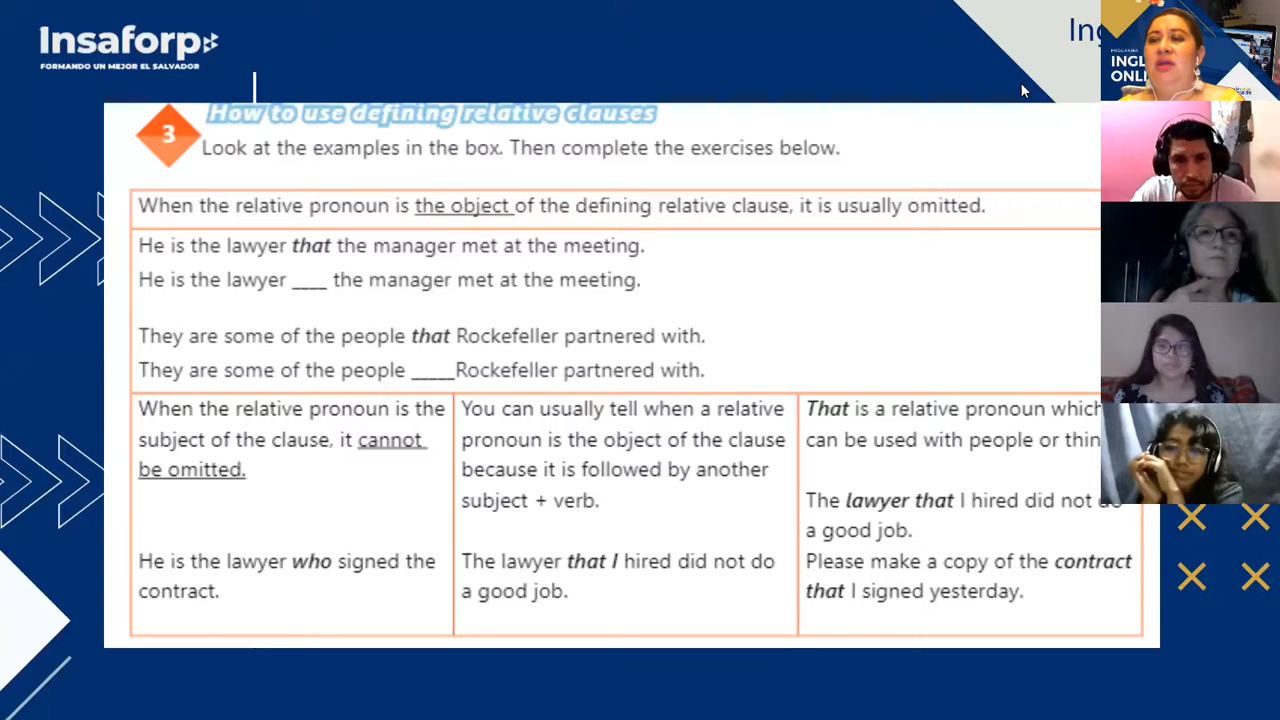 Insaforp
FORMANDO UN MEJOR EL SALVADOR
PROGRAMA
How to use defining relative clauses
3
Look at the examples in the box. Then complete the exercises below.
When the relative pronoun is the object of the defining relative clause, it is usually omitted.
He is the lawyer that the manager met at the meeting.
He is the lawyer ____ the manager met at the meeting.
They are some of the people that Rockefeller partnered with.
They are some of the people _____Rockefeller partnered with.
When the relative pronoun is the
subject of the clause, it cannot
be omitted.
He is the lawyer who signed the
contract.
You can usually tell when a relative
pronoun is the object of the clause
because it is followed by another
subject + verb.
The lawyer that I hired did not do
a good job.
That is a relative pronoun which
can be used with people or thin
The lawyer that I hired did not do
a good job.
Please make a copy of the contract
that I signed yesterday.